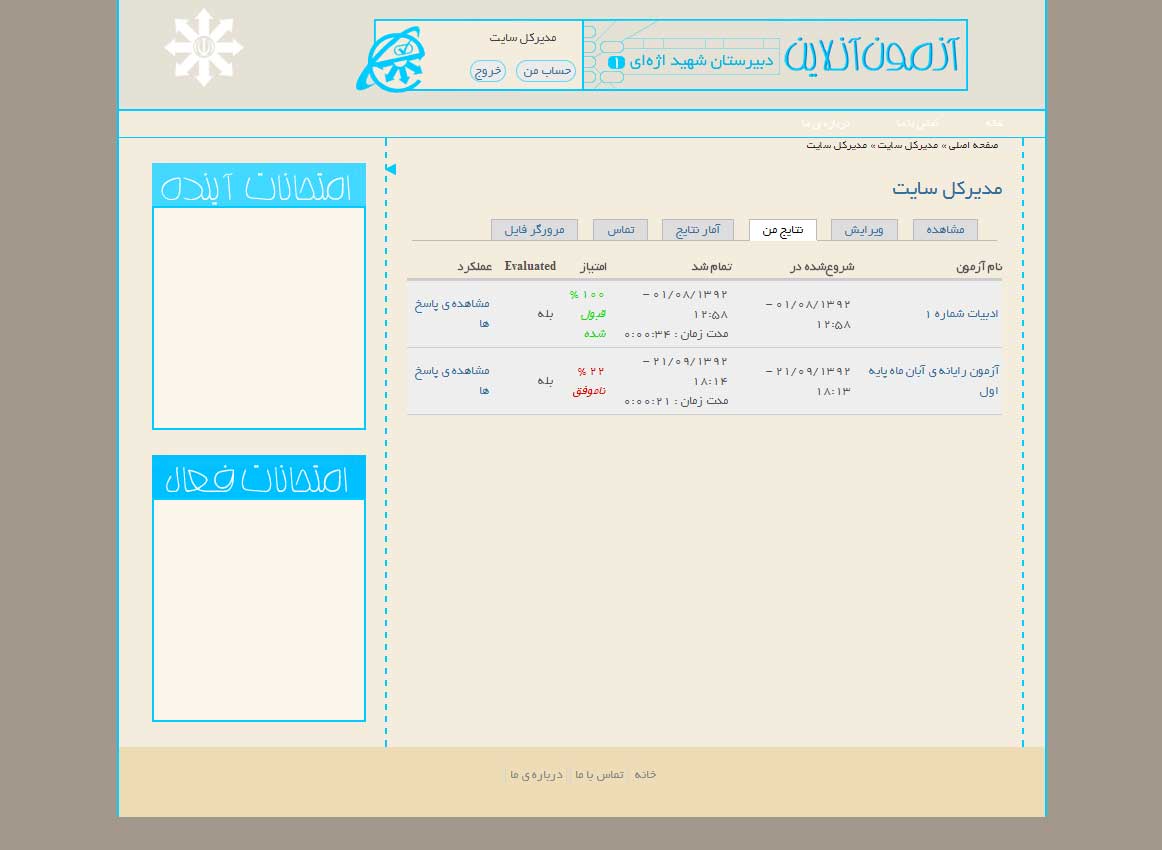 آزمون آنلاین
دبیرستان شهید اژه‌ای ۱
مدیرکل سایت
حساب من
خروج
خانه
تماس با ما
درباره ی ما
صفحه اصلی » مدیرکل سایت » مدیرکل سایت
مدیرکل سایت
مشاهده
ویرایش
نتایج من
آمار نتایج
تماس
مرورگر فایل
نام آزمون
شروع‌شده در
تمام شد
امتیاز
Evaluated
عملکرد
ادبیات شماره ۱
۰۱/۰۸/۱۳۹۲ –
۱۲:۵۸
۰۱/۰۸/۱۳۹۲ –
۱۲:۵۸
مدت زمان : ۰:۰۰:۳۴
۱۰۰ %
قبول
شده
بله
مشاهده ی پاسخ
ها
آزمون رایانه ی آبان ماه پایه
اول
۲۱/۰۹/۱۳۹۲ –
۱۸:۱۳
۲۱/۰۹/۱۳۹۲ –
۱۸:۱۴
مدت زمان : ۰:۰۰:۲۱
۲۲ %
ناموفق
بله
مشاهده ی پاسخ
ها
امتحانات آینده
امتحانات فعال
خانه
تماس با ما
درباره ی ما